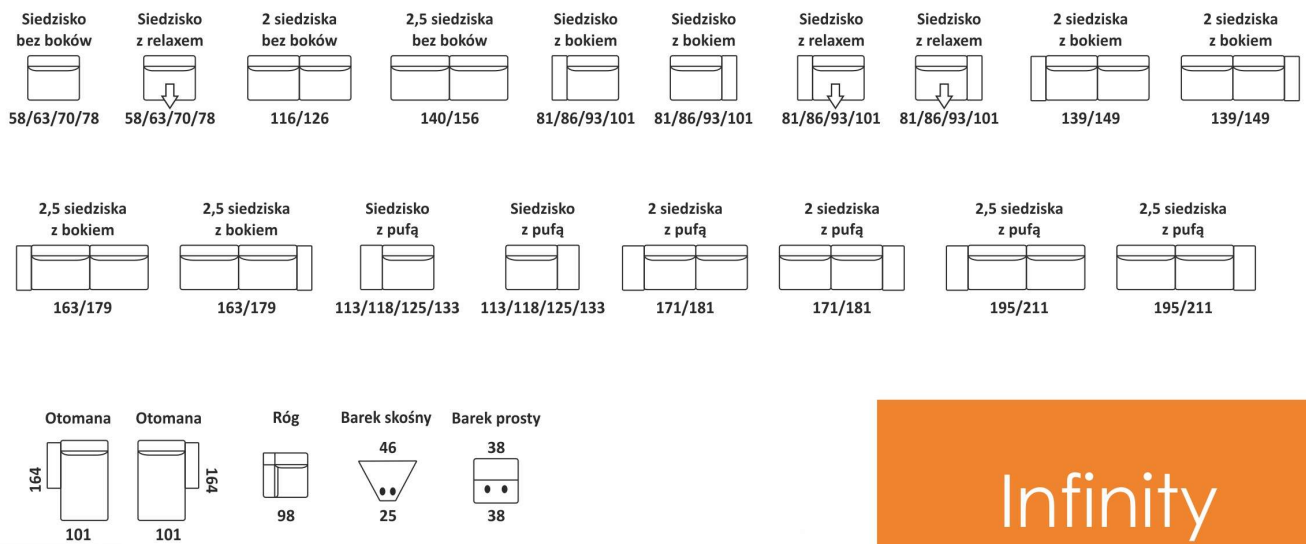 Siedzisko
bez boków
58/63/70/78
Siedzisko
z relaxem
58/63/70/78
2 siedziska
bez boków
116/126
2,5 siedziska
bez boków
140/156
Siedzisko
z bokiem
81/86/93/101
Siedzisko
z bokiem
81/86/93/101
Siedzisko
z relaxem
81/86/93/101
Siedzisko
z relaxem
81/86/93/101
2 siedziska
z bokiem
139/149
2 siedziska
z bokiem
139/149
2,5 siedziska
z bokiem
163/179
2,5 siedziska
z bokiem
163/179
Siedzisko
z pufą
113/118/125/133
Siedzisko
z pufą
113/118/125/133
2 siedziska
z pufą
171/181
2 siedziska
z pufą
171/181
2,5 siedziska
z pufą
195/211
2,5 siedziska
z pufą
195/211
Otomana
164
101
Otomana
164
101
Róg
98
Barek skośny
46
25
Barek prosty
38
38
Infinity